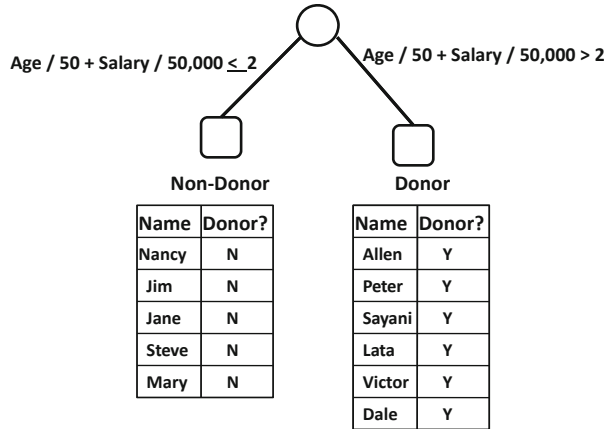 Age / 50 + Salary / 50,000 < 2
Age / 50 + Salary / 50,000 > 2
Non-Donor
Name Donor?
Nancy N
Jim N
Jane N
Steve N
Mary N
Donor
Name Donor?
Allen Y
Peter Y
Sayani Y
Lata Y
Victor Y
Dale Y